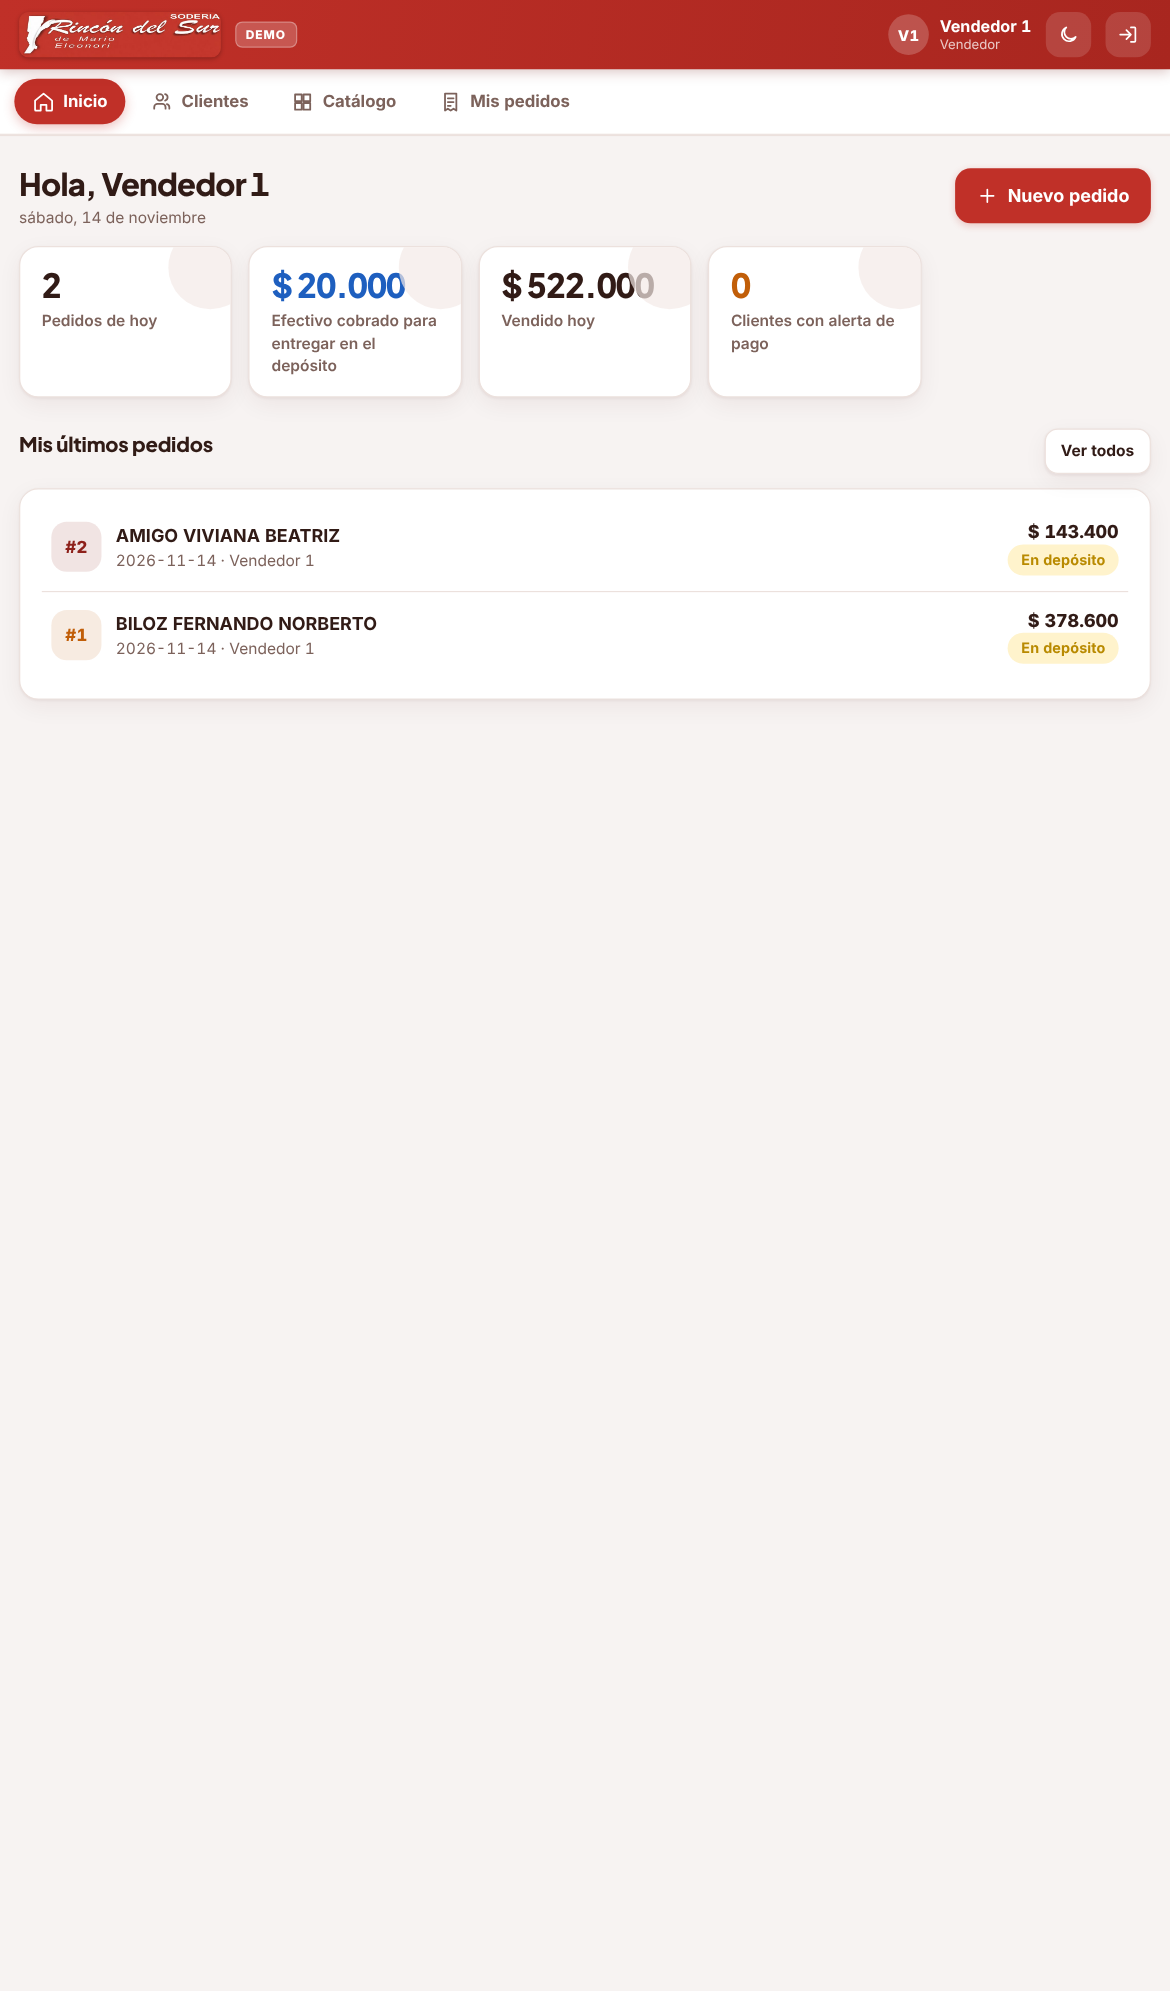 SODERIA
Rincón del Sur
de Mario
Eleonori
DEMO
V1
Vendedor 1
Vendedor
Inicio
Clientes
Catálogo
Mis pedidos
Hola, Vendedor 1
sábado, 14 de noviembre
+ Nuevo pedido
2
Pedidos de hoy
$ 20.000
Efectivo cobrado para
entregar en el
depósito
$ 522.000
Vendido hoy
0
Clientes con alerta de
pago
Mis últimos pedidos
Ver todos
#2
AMIGO VIVIANA BEATRIZ
2026-11-14 · Vendedor 1
$ 143.400
En depósito
#1
BILOZ FERNANDO NORBERTO
2026-11-14 · Vendedor 1
$ 378.600
En depósito